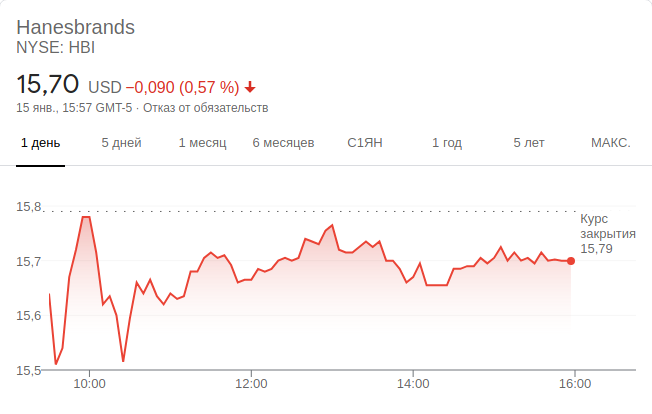 Hanesbrands
NYSE: HBI
15,70 USD −0,090 (0,57 %)
15 янв., 15:57 GMT-5 · Отказ от обязательств
1 день 5 дней 1 месяц 6 месяцев С1ЯН 1 год 5 лет МАКС.
15,8
Курс
закрытия
15,79
15,7
15,6
15,5
10:00 12:00 14:00 16:00